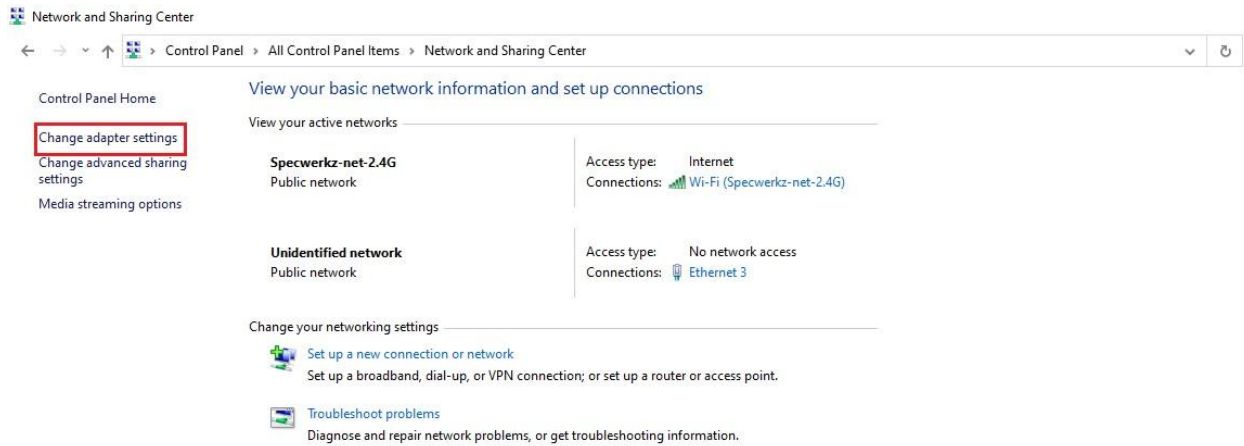 Network and Sharing Center
Control Panel > All Control Panel Items > Network and Sharing Center
Control Panel Home
Change adapter settings
Change advanced sharing
settings
Media streaming options
View your basic network information and set up connections
View your active networks
Specwerkz-net-2.4G
Public network
Access type: Internet
Connections: Wi-Fi (Specwerkz-net-2.4G)
Unidentified network
Public network
Access type: No network access
Connections: Ethernet 3
Change your networking settings
Set up a new connection or network
Set up a broadband, dial-up, or VPN connection; or set up a router or access point.
Troubleshoot problems
Diagnose and repair network problems, or get troubleshooting information.